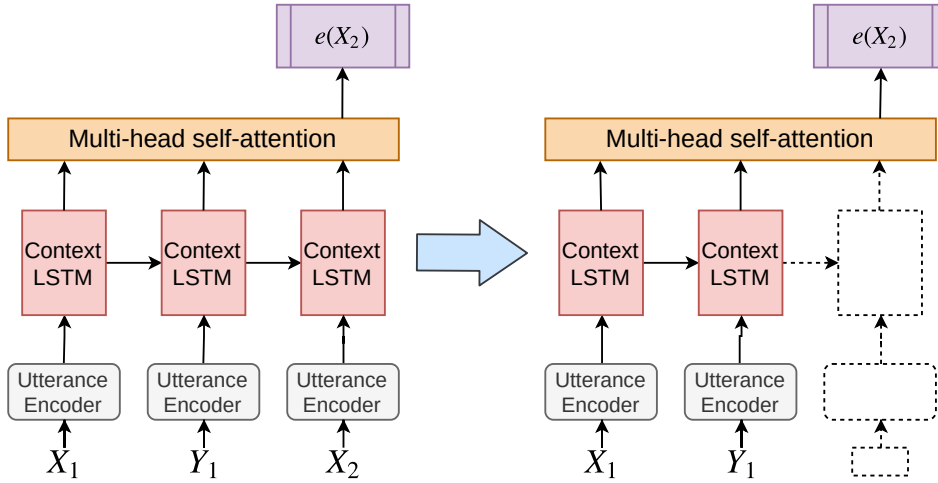 e(X₂)
Multi-head self-attention
Context
LSTM
Context
LSTM
Context
LSTM
Utterance
Encoder
Utterance
Encoder
Utterance
Encoder
X₁
Y₁
X₂
e(X₂)
Multi-head self-attention
Context
LSTM
Context
LSTM
Utterance
Encoder
Utterance
Encoder
X₁
Y₁